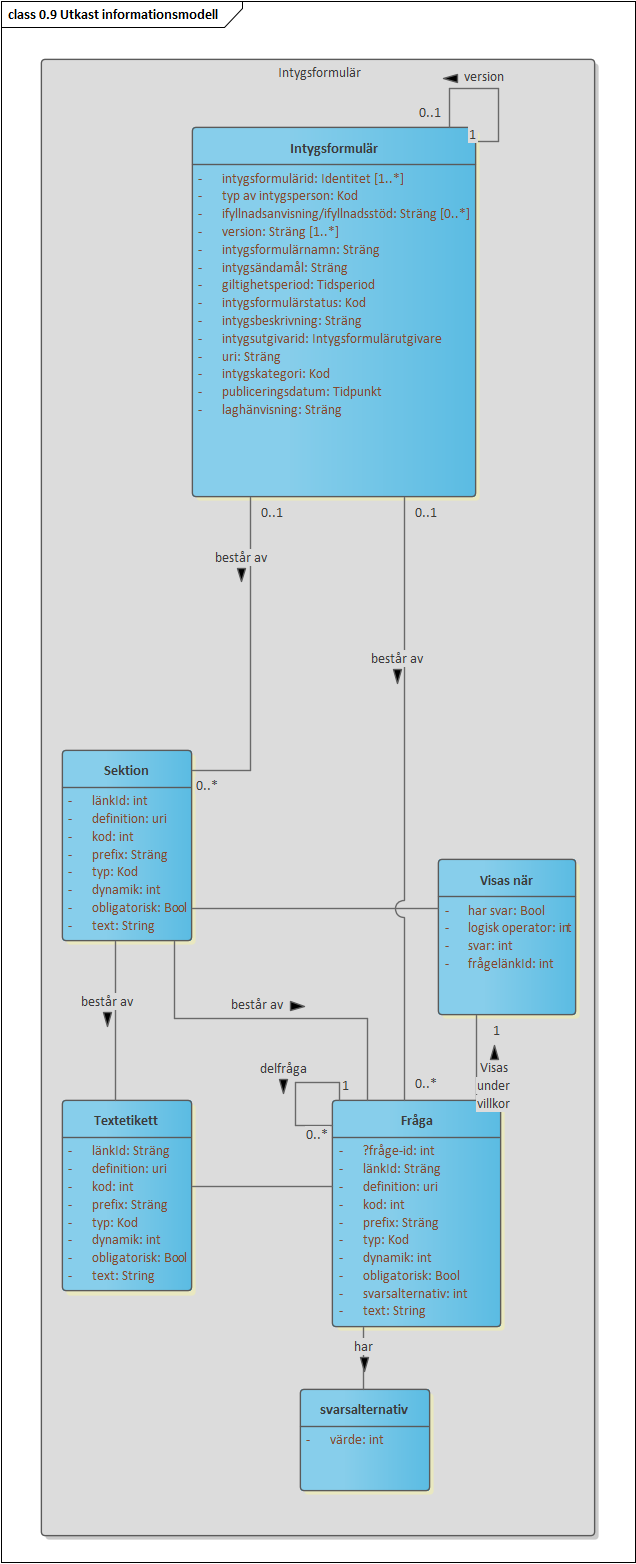 class 0.9 Utkast informationsmodell
Intygsformulär
version
0..1
1
Intygsformulär
- intygsformulärid: Identitet [1..*]
- typ av intygsperson: Kod
- ifyllnadsanvisning/ifyllnadsstöd: Sträng [0..*]
- version: Sträng [1..*]
- intygsformulärnamn: Sträng
- intygsändamål: Sträng
- giltighetsperiod: Tidsperiod
- intygsformulärstatus: Kod
- intygsbeskrivning: Sträng
- intygsutgivarid: Intygsformulärutgivare
- uri: Sträng
- intygskategori: Kod
- publiceringsdatum: Tidpunkt
- laghänvisning: Sträng
0..1
0..1
består av
består av
Sektion
0..*
- länkId: int
- definition: uri
- kod: int
- prefix: Sträng
- typ: Kod
- dynamik: int
- obligatorisk: Bool
- text: String
Visas när
- har svar: Bool
- logisk operator: int
- svar: int
- frågelänkId: int
består av
består av
1
Visas
under
villkor
delfråga
1
0..*
0..*
Textetikett
- länkId: Sträng
- definition: uri
- kod: int
- prefix: Sträng
- typ: Kod
- dynamik: int
- obligatorisk: Bool
- text: String
Fråga
- ?fråge-id: int
- länkId: Sträng
- definition: uri
- kod: int
- prefix: Sträng
- typ: Kod
- dynamik: int
- obligatorisk: Bool
- svarsalternativ: int
- text: String
har
svarsalternativ
- värde: int